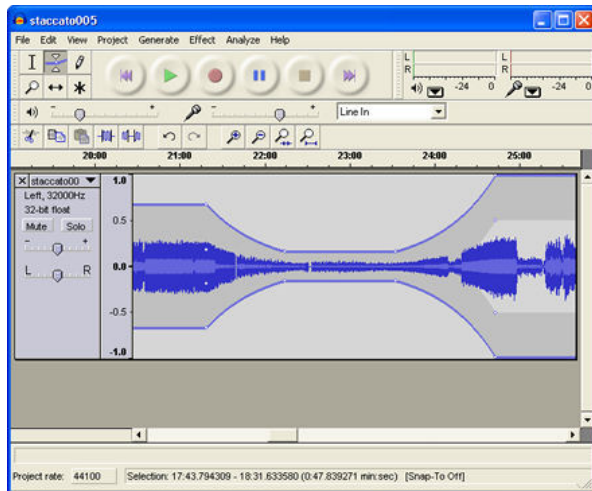 staccato005
File Edit View Project Generate Effect Analyze Help
L
R
-24 0
L
R
-24 0
- +
- +
Line In
20:00 21:00 22:00 23:00 24:00 25:00
X staccato00 ▼
Left, 32000Hz
32-bit float
Mute Solo
- +
L R
1.0
0.5
0.0
-0.5
-1.0
Project rate: 44100 Selection: 17:43.794309 - 18:31.633580 (0:47.839271 min:sec) [Snap-To Off]